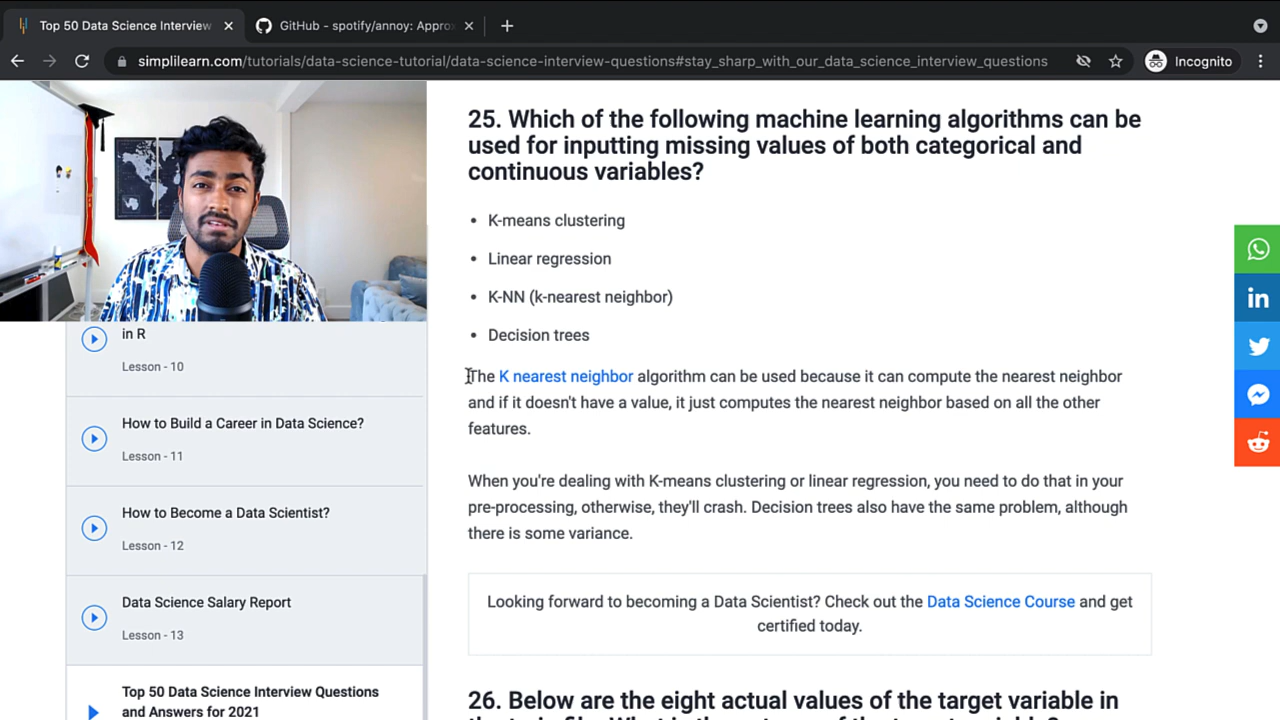 Top 50 Data Science Interview
GitHub - spotify/annoy: Appro
simplilearn.com/tutorials/data-science-tutorial/data-science-interview-questions#stay_sharp_with_our_data_science_interview_questions
Incognito
25. Which of the following machine learning algorithms can be
used for inputting missing values of both categorical and
continuous variables?
• K-means clustering
• Linear regression
• K-NN (k-nearest neighbor)
• Decision trees
The K nearest neighbor algorithm can be used because it can compute the nearest neighbor
and if it doesn't have a value, it just computes the nearest neighbor based on all the other
features.
When you're dealing with K-means clustering or linear regression, you need to do that in your
pre-processing, otherwise, they'll crash. Decision trees also have the same problem, although
there is some variance.
Looking forward to becoming a Data Scientist? Check out the Data Science Course and get
certified today.
26. Below are the eight actual values of the target variable in
in R
Lesson - 10
How to Build a Career in Data Science?
Lesson - 11
How to Become a Data Scientist?
Lesson - 12
Data Science Salary Report
Lesson - 13
Top 50 Data Science Interview Questions
and Answers for 2021
in